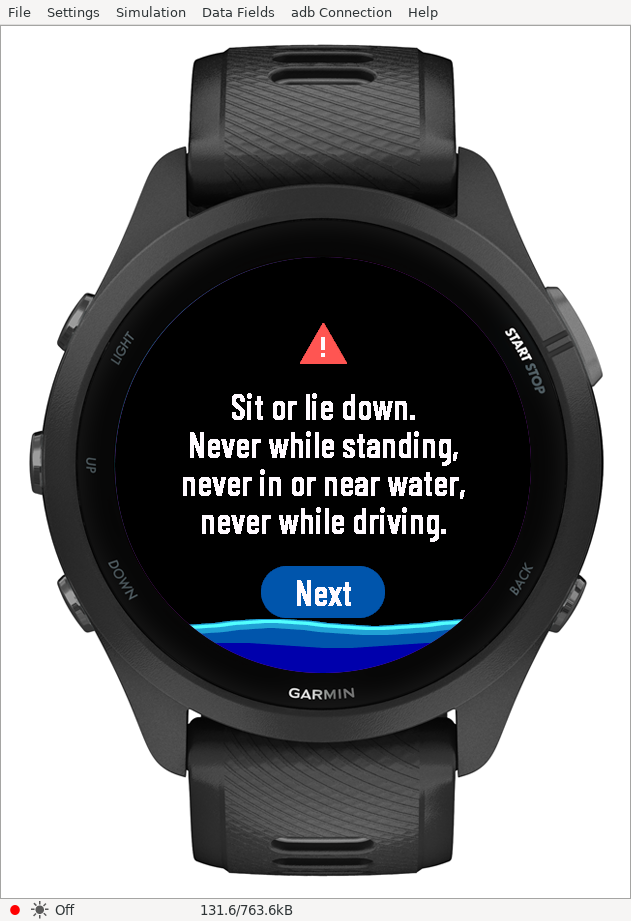 File Settings Simulation Data Fields adb Connection Help
START STOP
LIGHT
!
Sit or lie down.
Never while standing,
UP
never in or near water,
never while driving.
DOWN
BACK
Next
GARMIN
Off 131.6/763.6kB